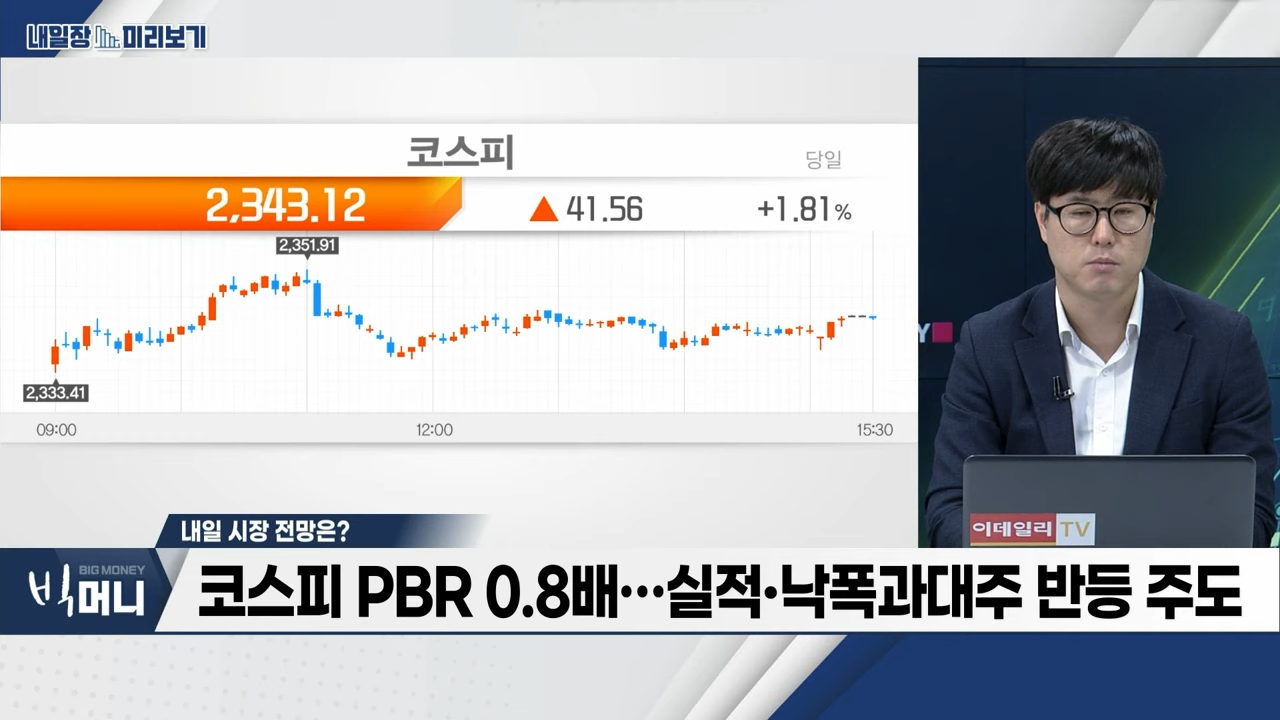 내일장 미리보기
코스피
당일
2,343.12 ▲ 41.56 +1.81%
2,351.91
2,333.41
09:00 12:00 15:30
Y
이데일리 TV
내일 시장 전망은?
BIG MONEY
빅머니
코스피 PBR 0.8배…실적·낙폭과대주 반등 주도